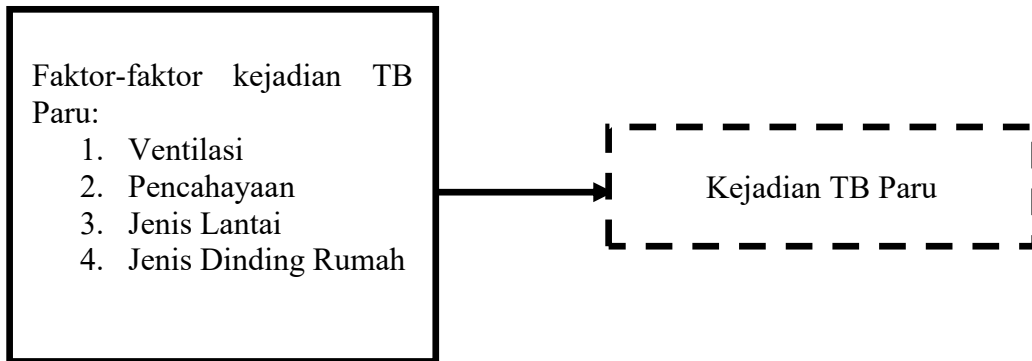 Faktor-faktor kejadian TB
Paru:
1. Ventilasi
2. Pencahayaan
3. Jenis Lantai
4. Jenis Dinding Rumah
Kejadian TB Paru